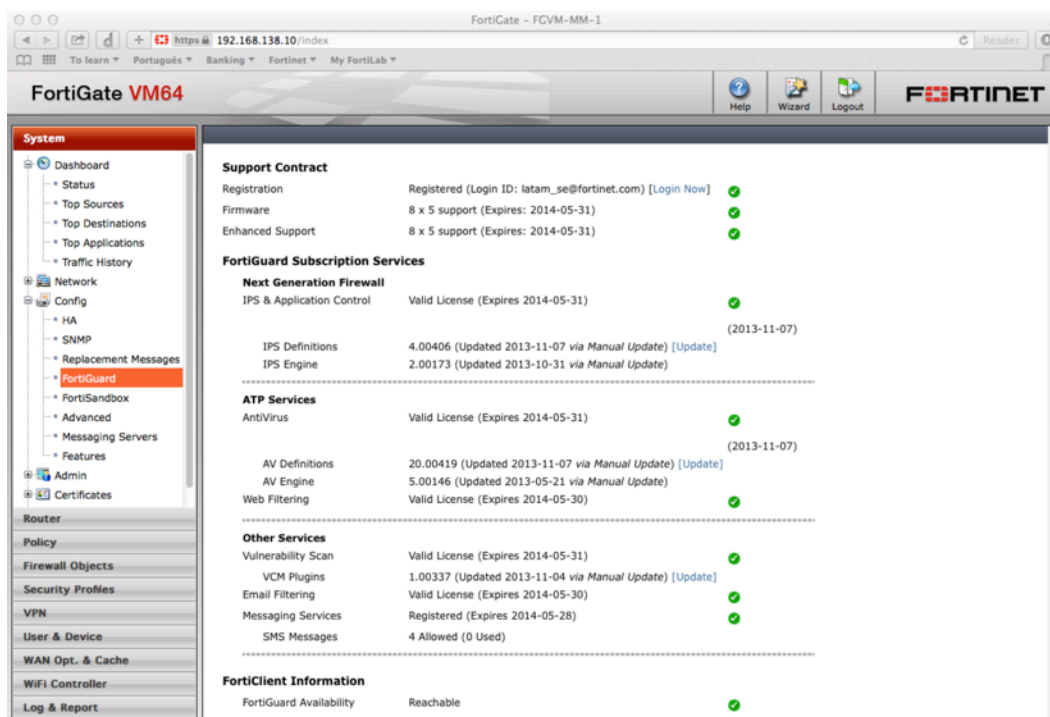 FortiGate – FGVM-MM-1
https 192.168.138.10/index
Reader
To learn Português Banking Fortinet My FortiLab
FortiGate VM64
Help Wizard Logout
FORTINET
System
Dashboard
Status
Top Sources
Top Destinations
Top Applications
Traffic History
Network
Config
HA
SNMP
Replacement Messages
FortiGuard
FortiSandbox
Advanced
Messaging Servers
Features
Admin
Certificates
Router
Policy
Firewall Objects
Security Profiles
VPN
User & Device
WAN Opt. & Cache
WiFi Controller
Log & Report
Support Contract
Registration Registered (Login ID: latam_se@fortinet.com) [Login Now]
Firmware 8 x 5 support (Expires: 2014-05-31)
Enhanced Support 8 x 5 support (Expires: 2014-05-31)
FortiGuard Subscription Services
Next Generation Firewall
IPS & Application Control Valid License (Expires 2014-05-31)
(2013-11-07)
IPS Definitions 4.00406 (Updated 2013-11-07 via Manual Update) [Update]
IPS Engine 2.00173 (Updated 2013-10-31 via Manual Update)
ATP Services
AntiVirus Valid License (Expires 2014-05-31)
(2013-11-07)
AV Definitions 20.00419 (Updated 2013-11-07 via Manual Update) [Update]
AV Engine 5.00146 (Updated 2013-05-21 via Manual Update)
Web Filtering Valid License (Expires 2014-05-30)
Other Services
Vulnerability Scan Valid License (Expires 2014-05-31)
VCM Plugins 1.00337 (Updated 2013-11-04 via Manual Update) [Update]
Email Filtering Valid License (Expires 2014-05-30)
Messaging Services Registered (Expires 2014-05-28)
SMS Messages 4 Allowed (0 Used)
FortiClient Information
FortiGuard Availability Reachable